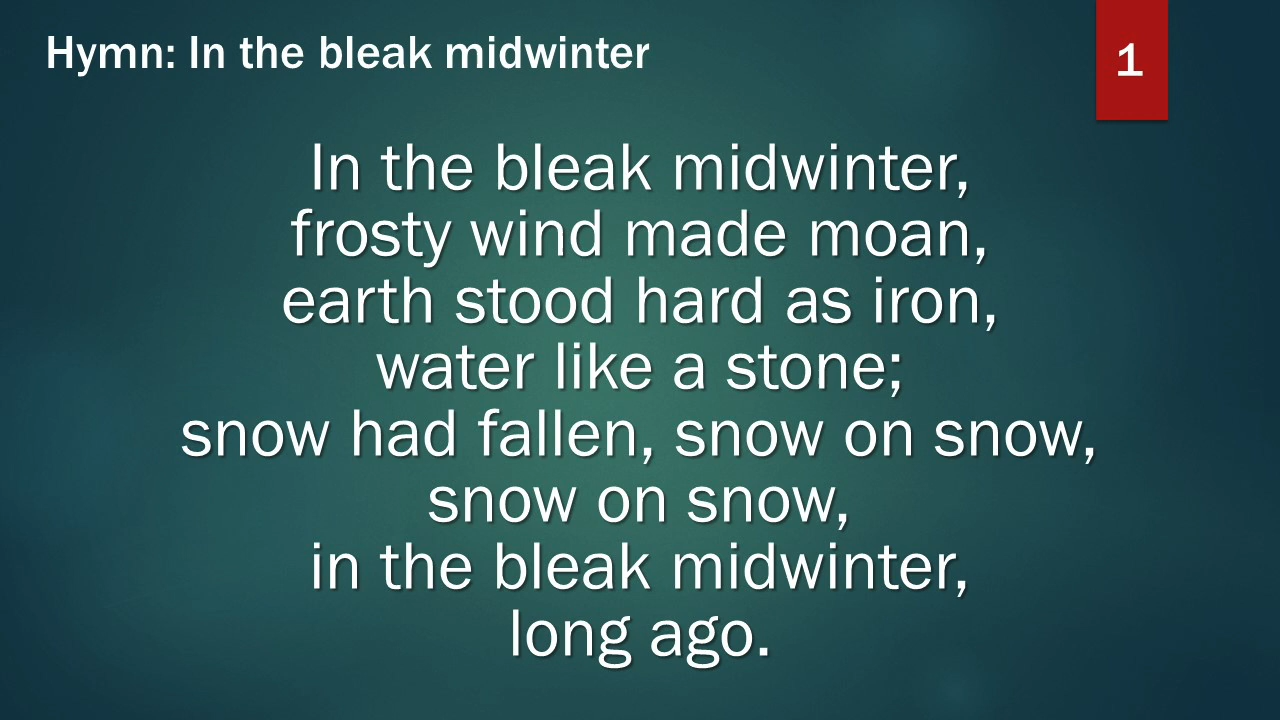 Hymn: In the bleak midwinter
1
In the bleak midwinter,
frosty wind made moan,
earth stood hard as iron,
water like a stone;
snow had fallen, snow on snow,
snow on snow,
in the bleak midwinter,
long ago.